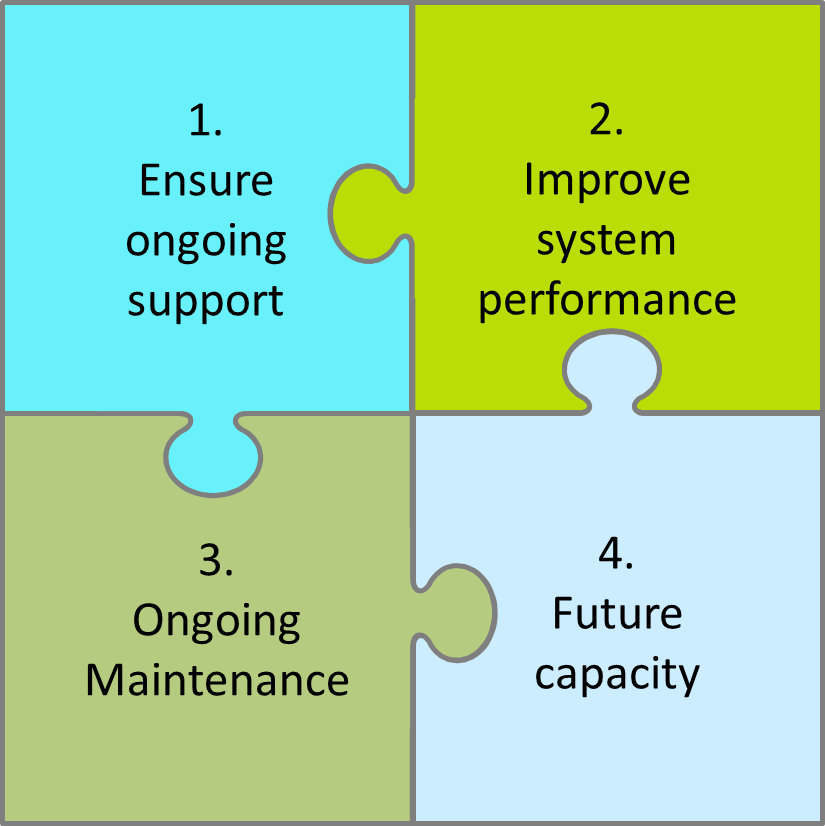 1.
Ensure
ongoing
support
2.
Improve
system
performance
3.
Ongoing
Maintenance
4.
Future
capacity